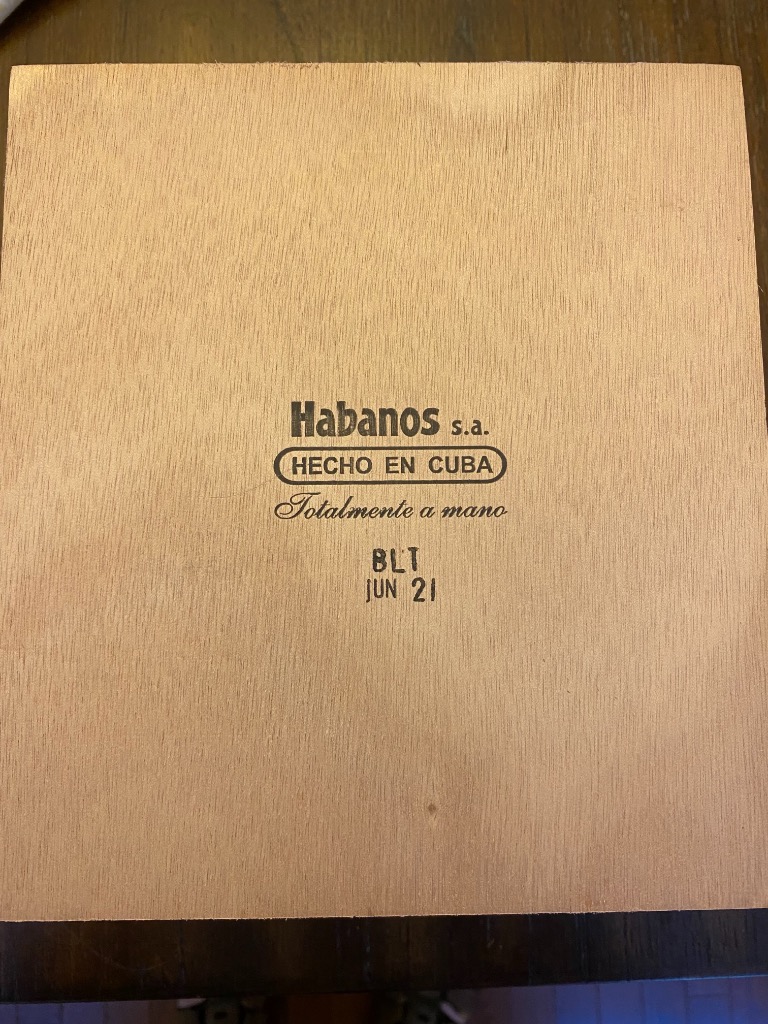 Habanos s.a.
HECHO EN CUBA
Totalmente a mano
BLT
JUN 21